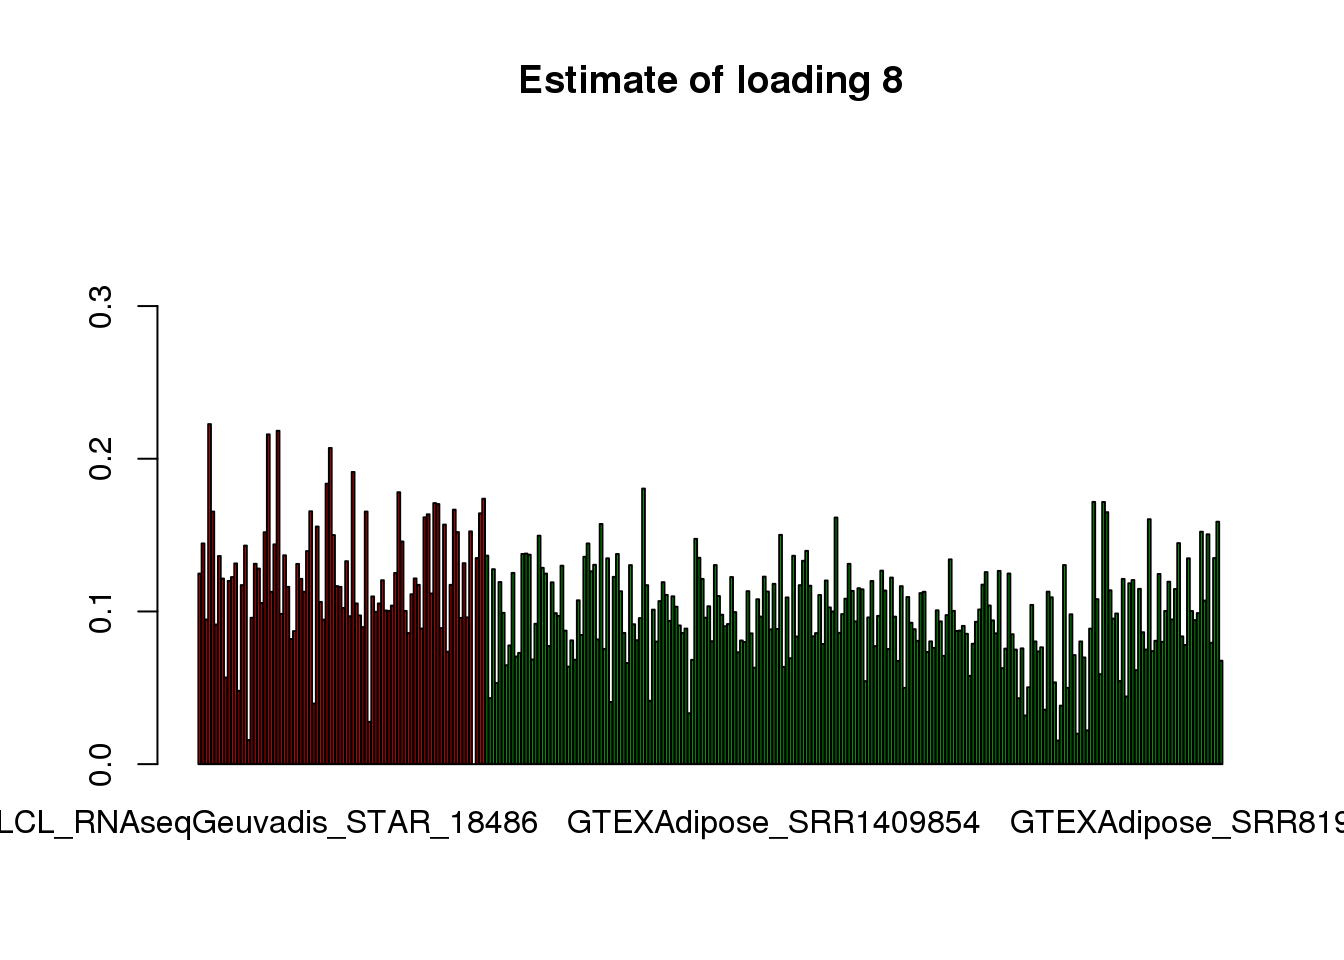 Estimate of loading 8
0.3
0.2
0.1
0.0
LCL_RNAseqGeuvadis_STAR_18486 GTEXAdipose_SRR1409854 GTEXAdipose_SRR819